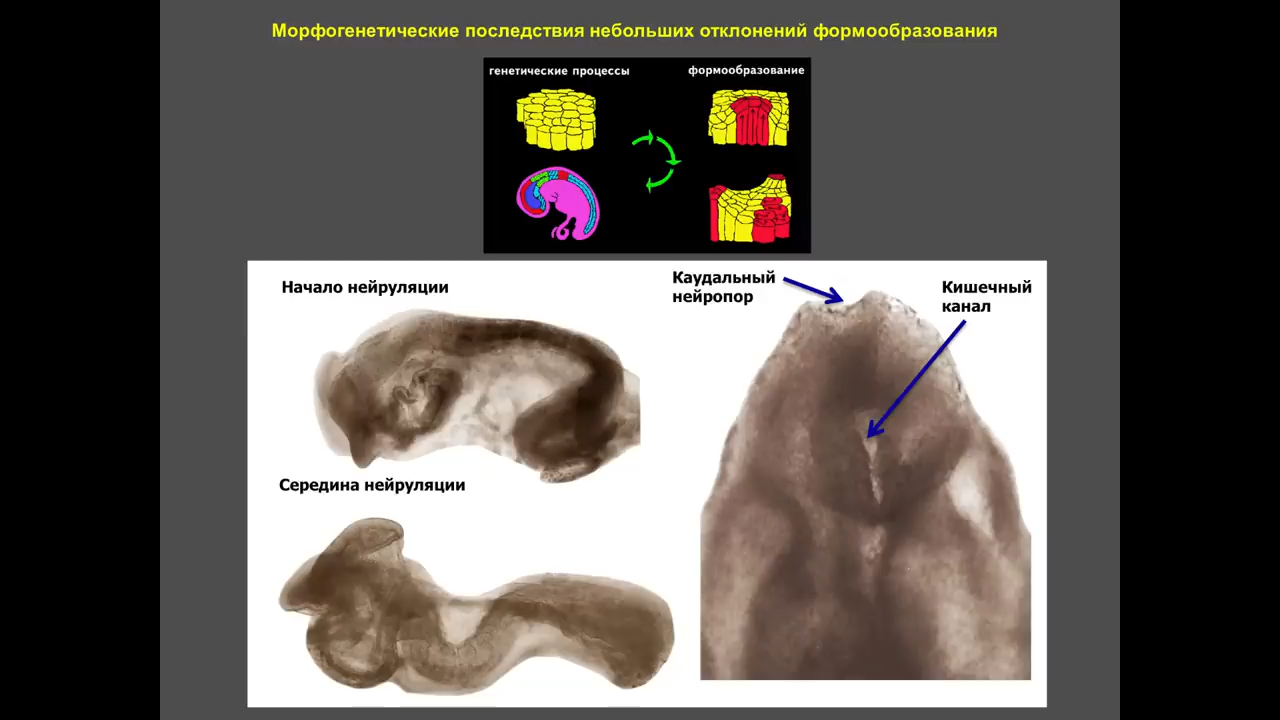 Морфогенетические последствия небольших отклонений формообразования
генетические процессы
формообразование
Начало нейруляции
Каудальный
нейропор
Кишечный
канал
Середина нейруляции